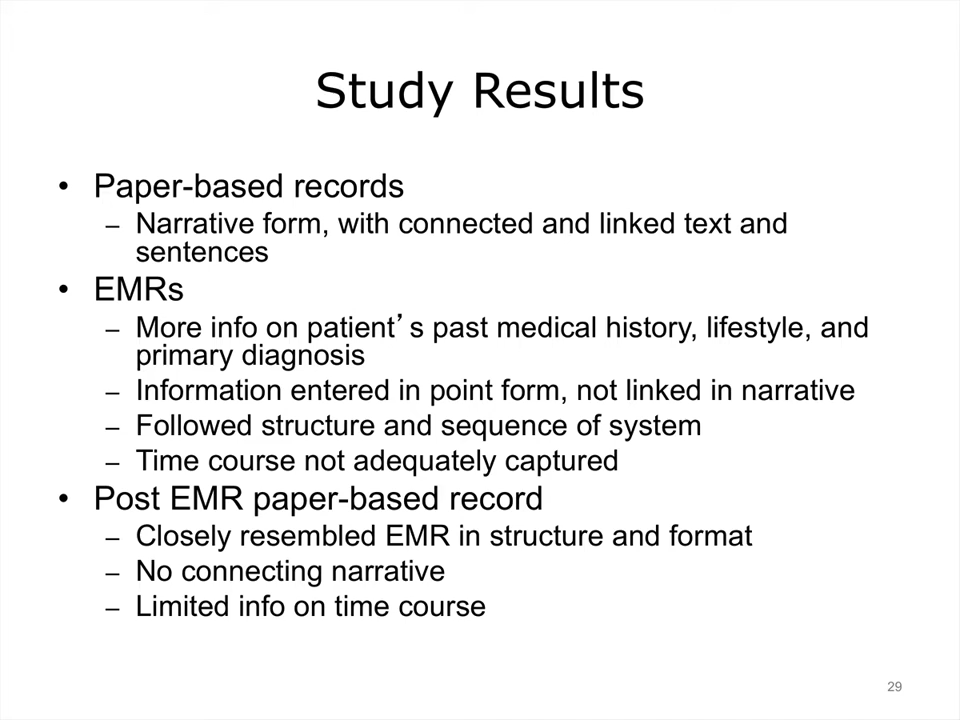 Study Results
• Paper-based records
– Narrative form, with connected and linked text and
sentences
• EMRs
– More info on patient’s past medical history, lifestyle, and
primary diagnosis
– Information entered in point form, not linked in narrative
– Followed structure and sequence of system
– Time course not adequately captured
• Post EMR paper-based record
– Closely resembled EMR in structure and format
– No connecting narrative
– Limited info on time course
29